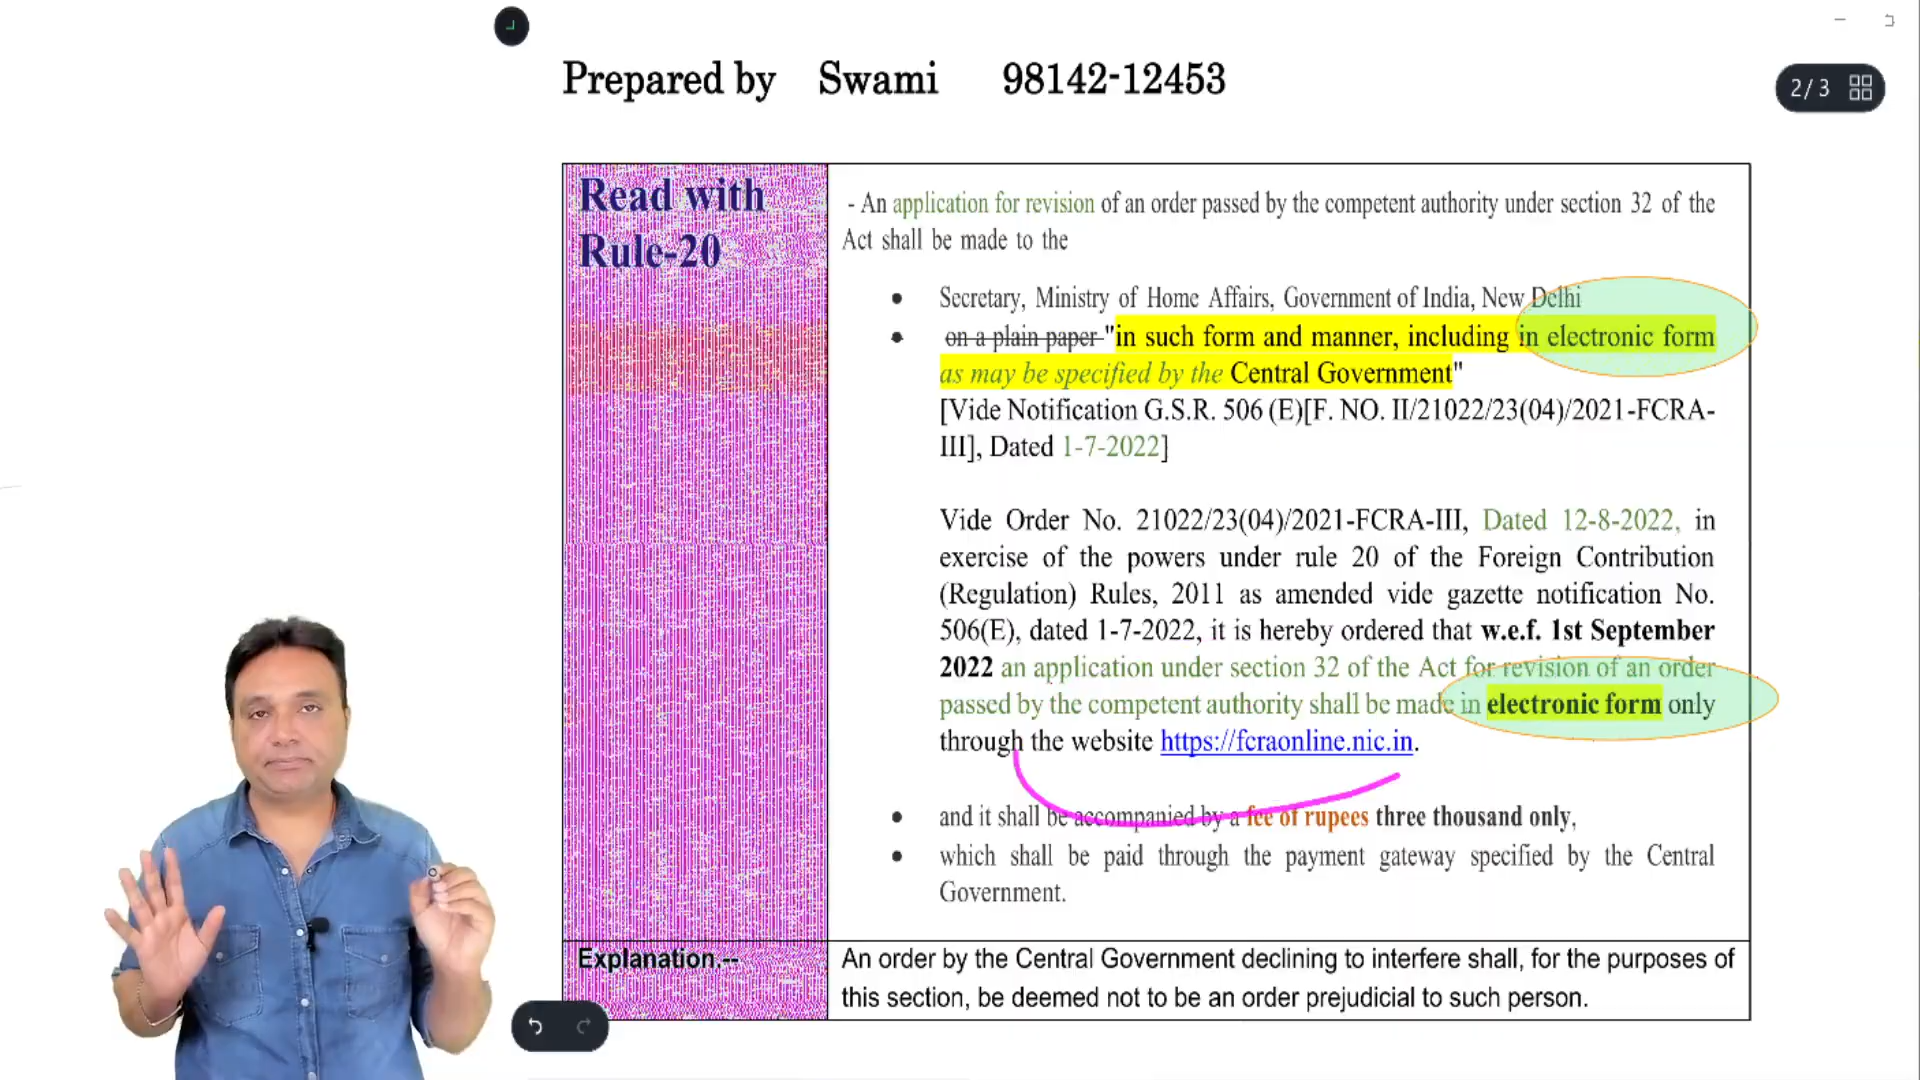 Prepared by Swami 98142-12453
2/3
Read with
Rule-20
- An application for revision of an order passed by the competent authority under section 32 of the
Act shall be made to the
• Secretary, Ministry of Home Affairs, Government of India, New Delhi
• on a plain paper "in such form and manner, including in electronic form
as may be specified by the Central Government"
[Vide Notification G.S.R. 506 (E)[F. NO. II/21022/23(04)/2021-FCRA-
III], Dated 1-7-2022]
Vide Order No. 21022/23(04)/2021-FCRA-III, Dated 12-8-2022, in
exercise of the powers under rule 20 of the Foreign Contribution
(Regulation) Rules, 2011 as amended vide gazette notification No.
506(E), dated 1-7-2022, it is hereby ordered that w.e.f. 1st September
2022 an application under section 32 of the Act for revision of an order
passed by the competent authority shall be made in electronic form only
through the website https://fcraonline.nic.in.
• and it shall be accompanied by a fee of rupees three thousand only,
• which shall be paid through the payment gateway specified by the Central
Government.
Explanation.--
An order by the Central Government declining to interfere shall, for the purposes of
this section, be deemed not to be an order prejudicial to such person.